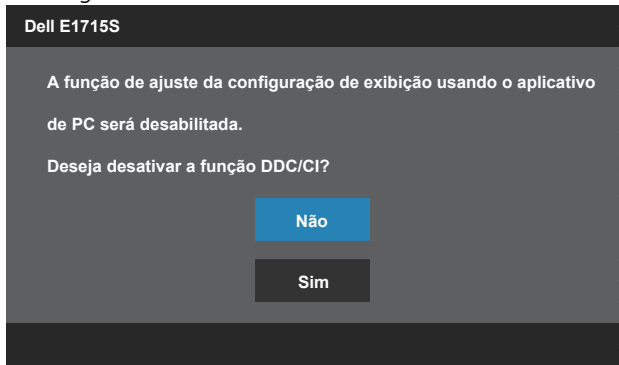 Dell E1715S
A função de ajuste da configuração de exibição usando o aplicativo
de PC será desabilitada.
Deseja desativar a função DDC/CI?
Não
Sim